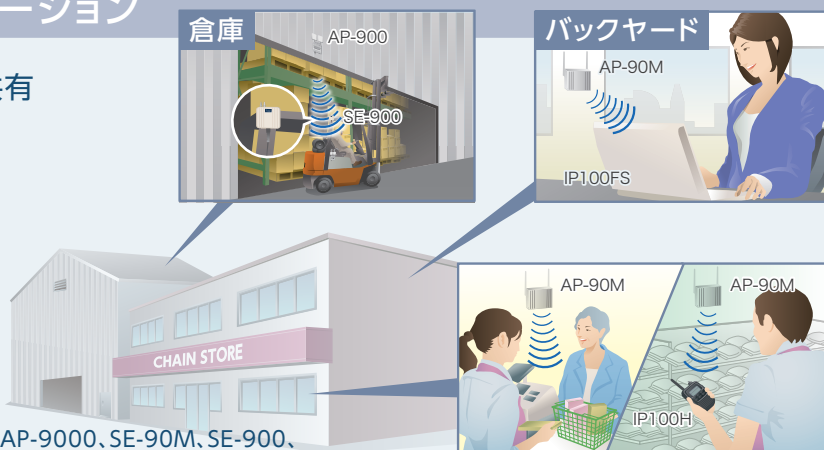 ーション
共有
倉庫
AP-900
SE-900
バックヤード
AP-90M
IP100FS
CHAIN STORE
AP-90M
AP-90M
IP100H
AP-9000、SE-90M、SE-900、